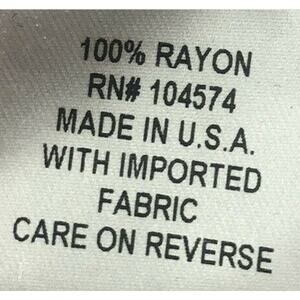 100% RAYON
RN# 104574
MADE IN U.S.A.
WITH IMPORTED
FABRIC
CARE ON REVERSE